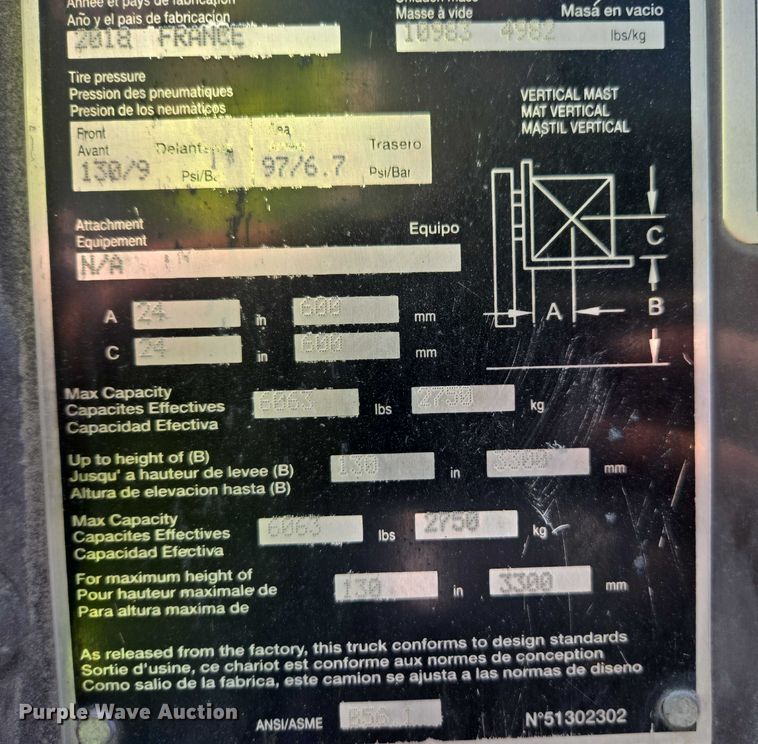 Année et pays de fabrication
Año y el pais de fabricacion
2018 FRANCE
Masse à vide Masá en vacio
10983 4982 lbs/kg
Tire pressure
Pression des pneumatiques
Presion de los neumáticos
Front
Avant Delant Trasero
130/9 Psi/Ba 97/6.7 Psi/Bar
VERTICAL MAST
MAT VERTICAL
MASTIL VERTICAL
Attachment
Equipement Equipo
N/A
C
A
B
A 24 in 600 mm
C 24 in 600 mm
Max Capacity
Capacites Effectives 6063 lbs 2750 kg
Capacidad Efectiva
Up to height of (B)
Jusqu' a hauteur de levee (B) 130 in 3300 mm
Altura de elevacion hasta (B)
Max Capacity
Capacites Effectives 6063 lbs 2750 kg
Capacidad Efectiva
For maximum height of
Pour hauteur maximale de 130 in 3300 mm
Para altura maxima de
As released from the factory, this truck conforms to design standards
Sortie d'usine, ce chariot est conforme aux normes de conception
Como salio de la fabrica, este camion se ajusta a las normas de diseno
ANSI/ASME B56.1 N°51302302
Purple Wave Auction